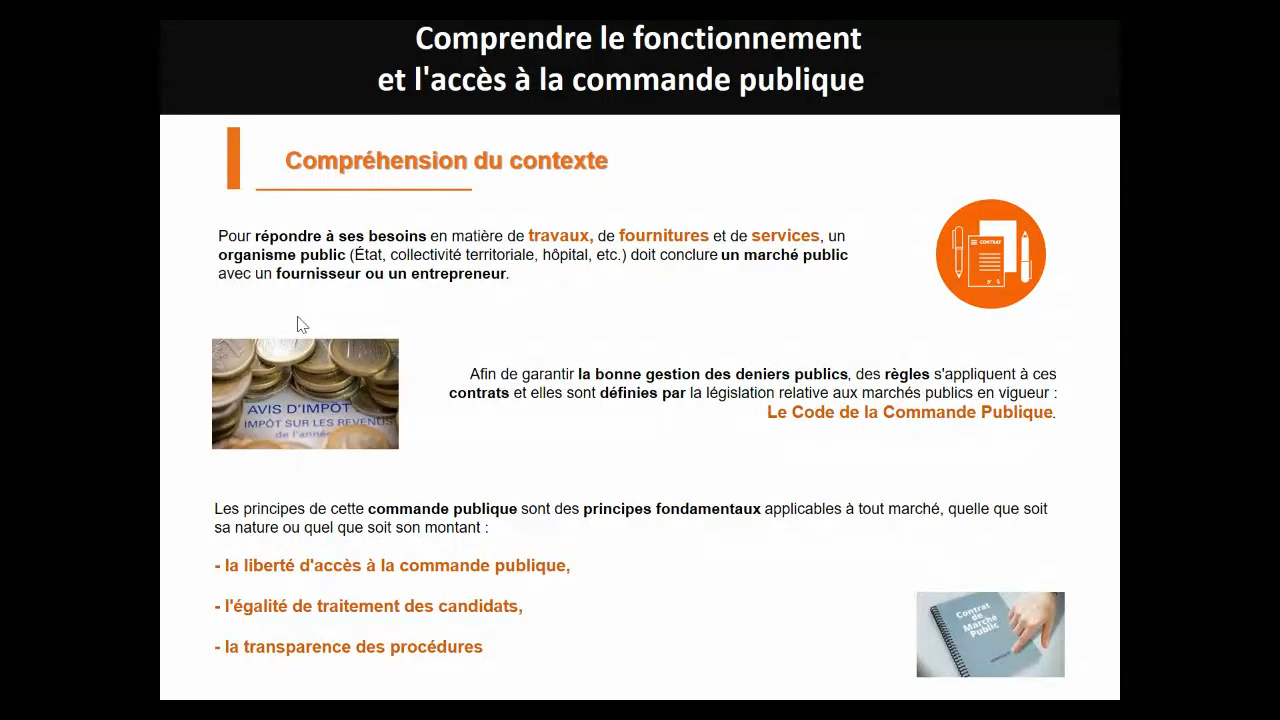 Comprendre le fonctionnement
et l'accès à la commande publique
Compréhension du contexte
Pour répondre à ses besoins en matière de travaux, de fournitures et de services, un
organisme public (État, collectivité territoriale, hôpital, etc.) doit conclure un marché public
avec un fournisseur ou un entrepreneur.
CONTRAT
AVIS D'IMPÔT
IMPÔT SUR LES REVENUS
de l'année
Afin de garantir la bonne gestion des deniers publics, des règles s'appliquent à ces
contrats et elles sont définies par la législation relative aux marchés publics en vigueur :
Le Code de la Commande Publique.
Les principes de cette commande publique sont des principes fondamentaux applicables à tout marché, quelle que soit
sa nature ou quel que soit son montant :
- la liberté d'accès à la commande publique,
- l'égalité de traitement des candidats,
- la transparence des procédures
Contrat
de
Marché
Public